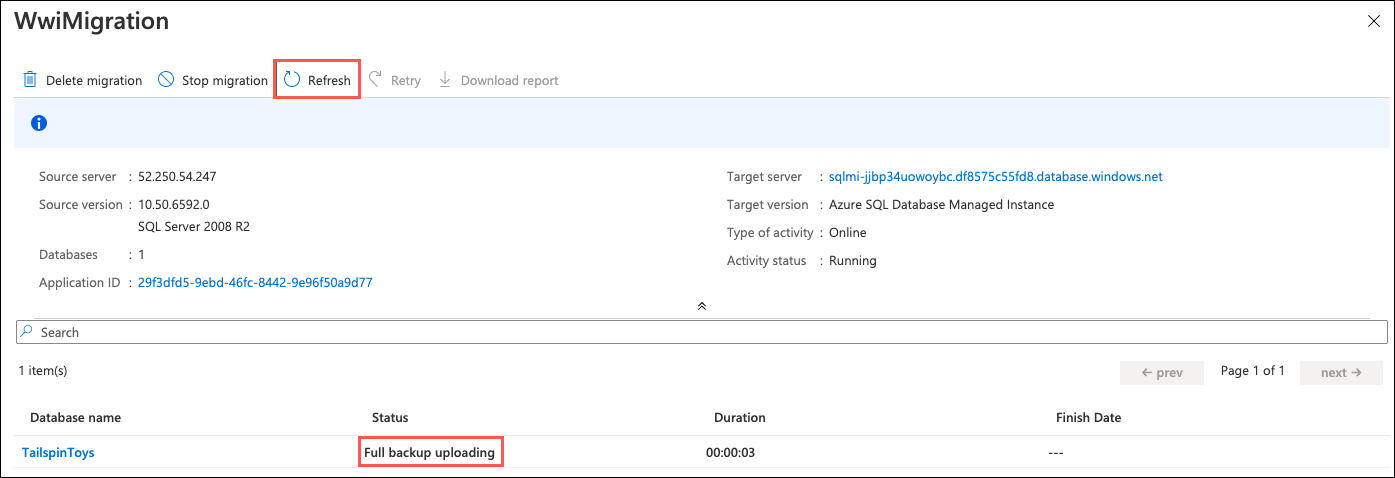 WwiMigration
Delete migration Stop migration Refresh Retry Download report
Source server : 52.250.54.247
Source version : 10.50.6592.0
SQL Server 2008 R2
Databases : 1
Application ID : 29f3dfd5-9ebd-46fc-8442-9e96f50a9d77
Target server : sqlmi-jjbp34uowoybc.df8575c55fd8.database.windows.net
Target version : Azure SQL Database Managed Instance
Type of activity : Online
Activity status : Running
Search
1 item(s) ← prev Page 1 of 1 next →
Database name Status Duration Finish Date
TailspinToys Full backup uploading 00:00:03 ---